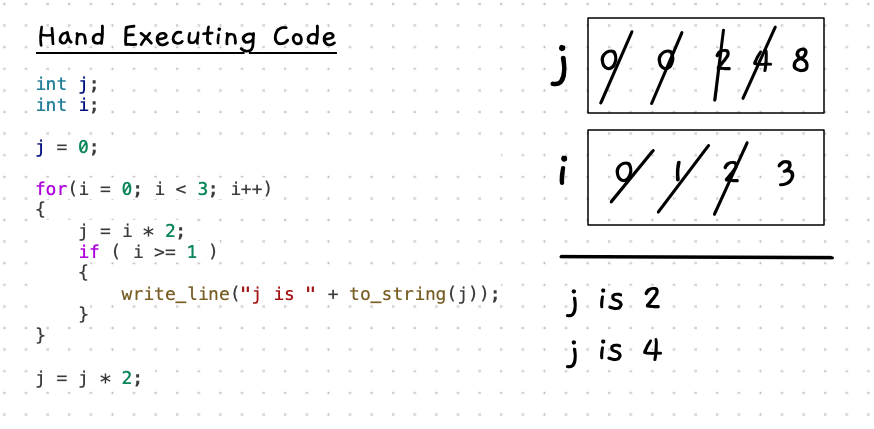 Hand Executing Code
int j;
int i;
j = 0;
for(i = 0; i < 3; i++)
{
j = i * 2;
if ( i >= 1 )
{
write_line("j is " + to_string(j));
}
}
j = j * 2;
j 0 0 2 4 8
i 0 1 2 3
j is 2
j is 4